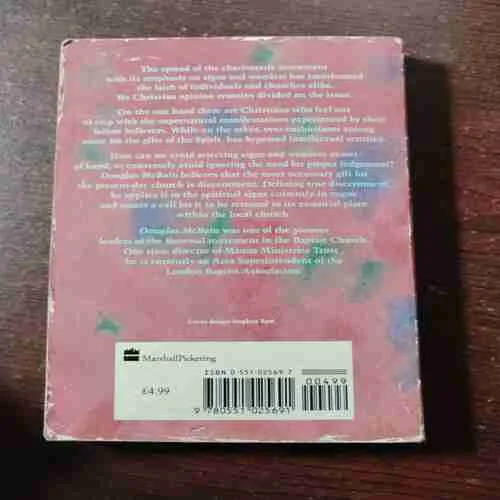 The spread of the charismatic movement
with its emphasis on signs and wonders has transformed
the faith of individuals and churches alike.
Yet Christian opinion remains divided on the issue.
On the one hand there are Christians who feel out
of step with the supernatural manifestations experienced by their
fellow believers. While on the other, over-enthusiasm among
some for the gifts of the Spirit, has bypassed intellectual scrutiny.
How can we avoid rejecting signs and wonders out
of hand, or conversely avoid ignoring the need for proper judgement?
Douglas McBain believes that the most necessary gift for
the present-day church is discernment. Defining true discernment,
he applies it to the spiritual signs currently in vogue
and makes a call for it to be restored to its essential place
within the local church.
Douglas McBain was one of the pioneer
leaders of the Renewal movement in the Baptist Church.
One time director of Manna Ministries Trust,
he is currently an Area Superintendent of the
London Baptist Association.
Cover design: Stephen Raw
MarshallPickering
£4.99
ISBN 0-551-02569-7
00499
9 780551 025691